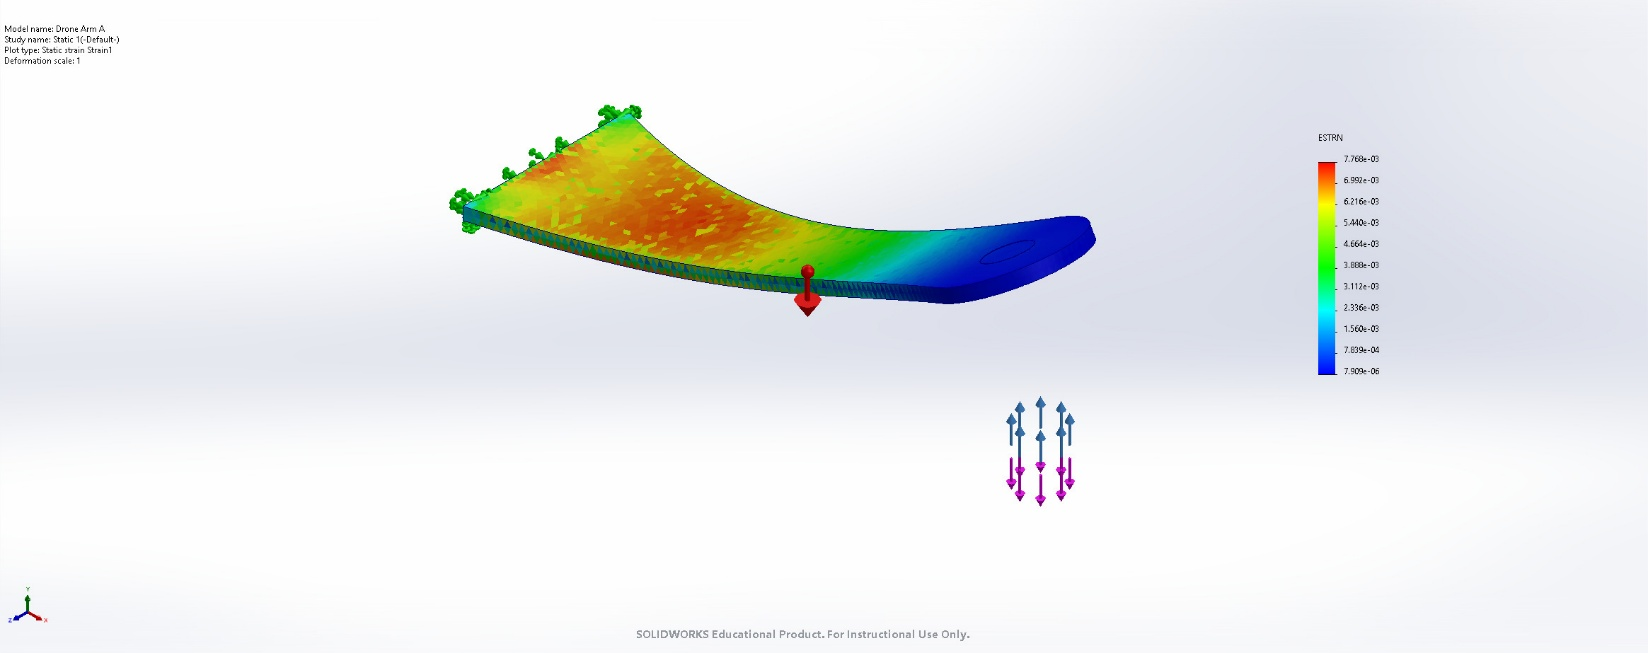 Model name: Drone Arm A
Study name: Static 1(-Default-)
Plot type: Static strain Strain1
Deformation scale: 1
ESTRN
7.768e-03
6.992e-03
6.216e-03
5.440e-03
4.664e-03
3.888e-03
3.112e-03
2.336e-03
1.560e-03
7.839e-04
7.909e-06
Y
Z
X
SOLIDWORKS Educational Product. For Instructional Use Only.